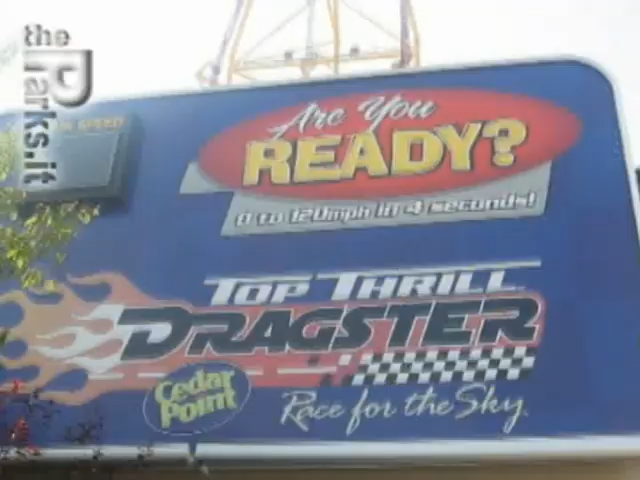 the
Parks.it
SPEED
Are You
READY?
0 to 120mph in 4 seconds!
TOP THRILL
DRAGSTER
Cedar
Point
Race for the Sky